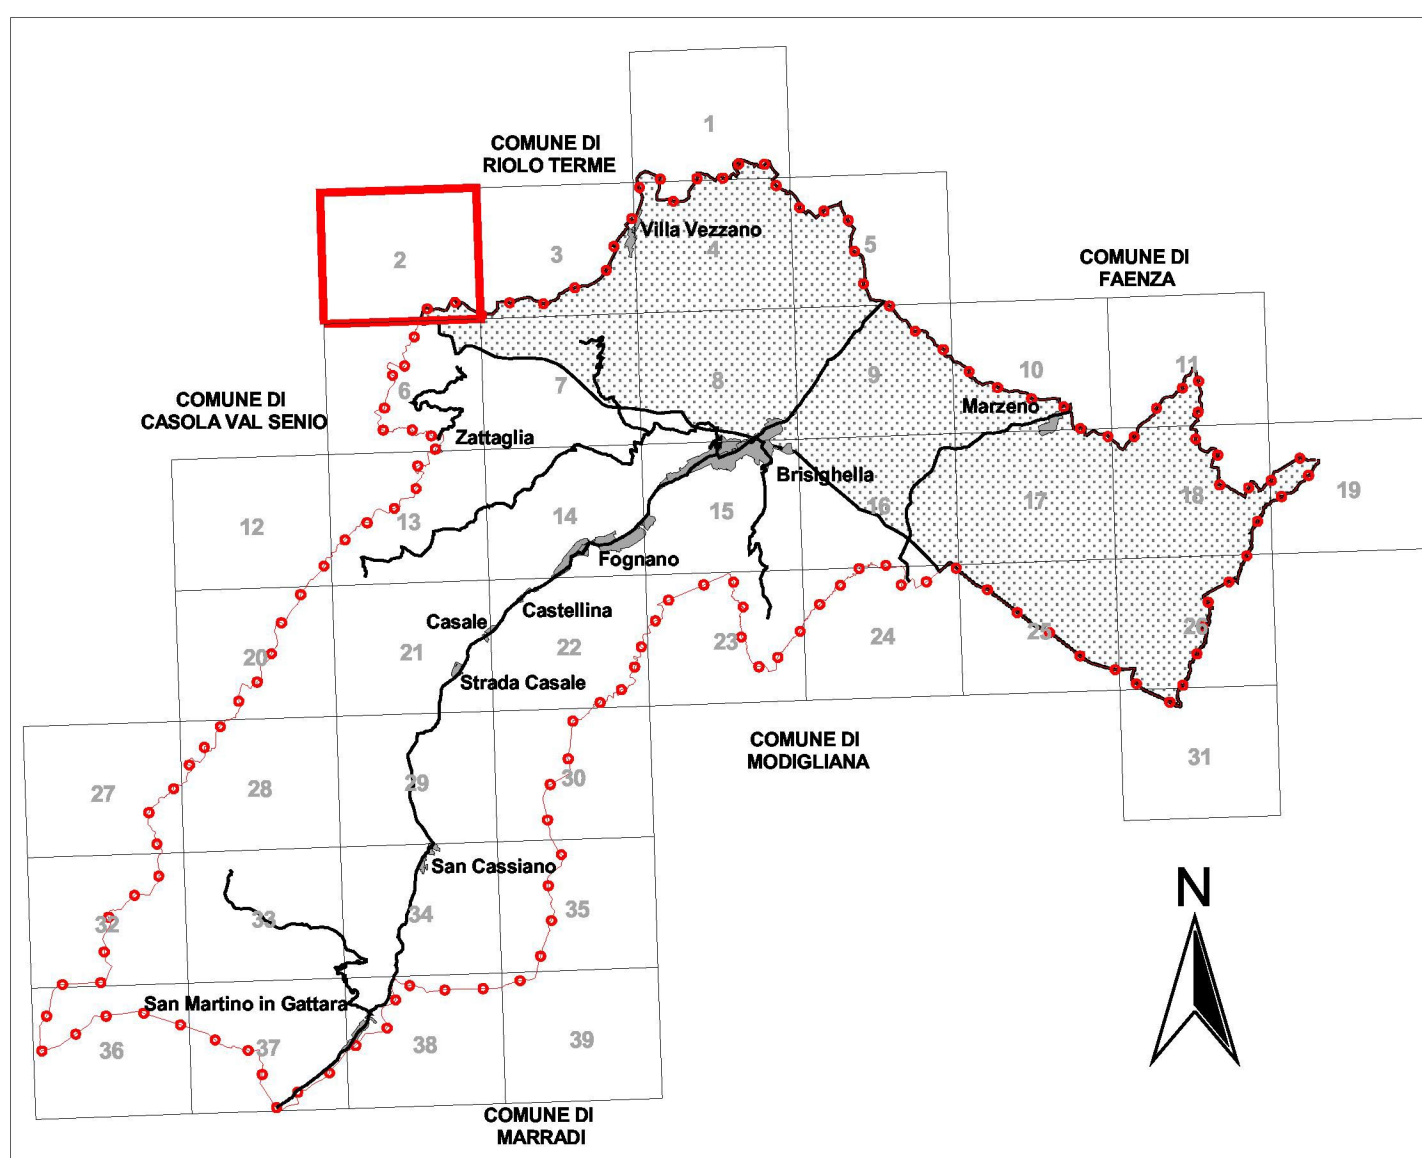 1
COMUNE DI
RIOLO TERME
2
3
Villa Vezzano
4
5
COMUNE DI
FAENZA
COMUNE DI
CASOLA VAL SENIO
6
7
8
9
10
11
Marzeno
Zattaglia
Brisighella
12
13
14
15
16
17
18
19
Fognano
Castellina
Casale
20
21
22
23
24
25
26
Strada Casale
COMUNE DI
MODIGLIANA
27
28
29
30
31
San Cassiano
N
32
33
34
35
San Martino in Gattara
36
37
38
39
COMUNE DI
MARRADI